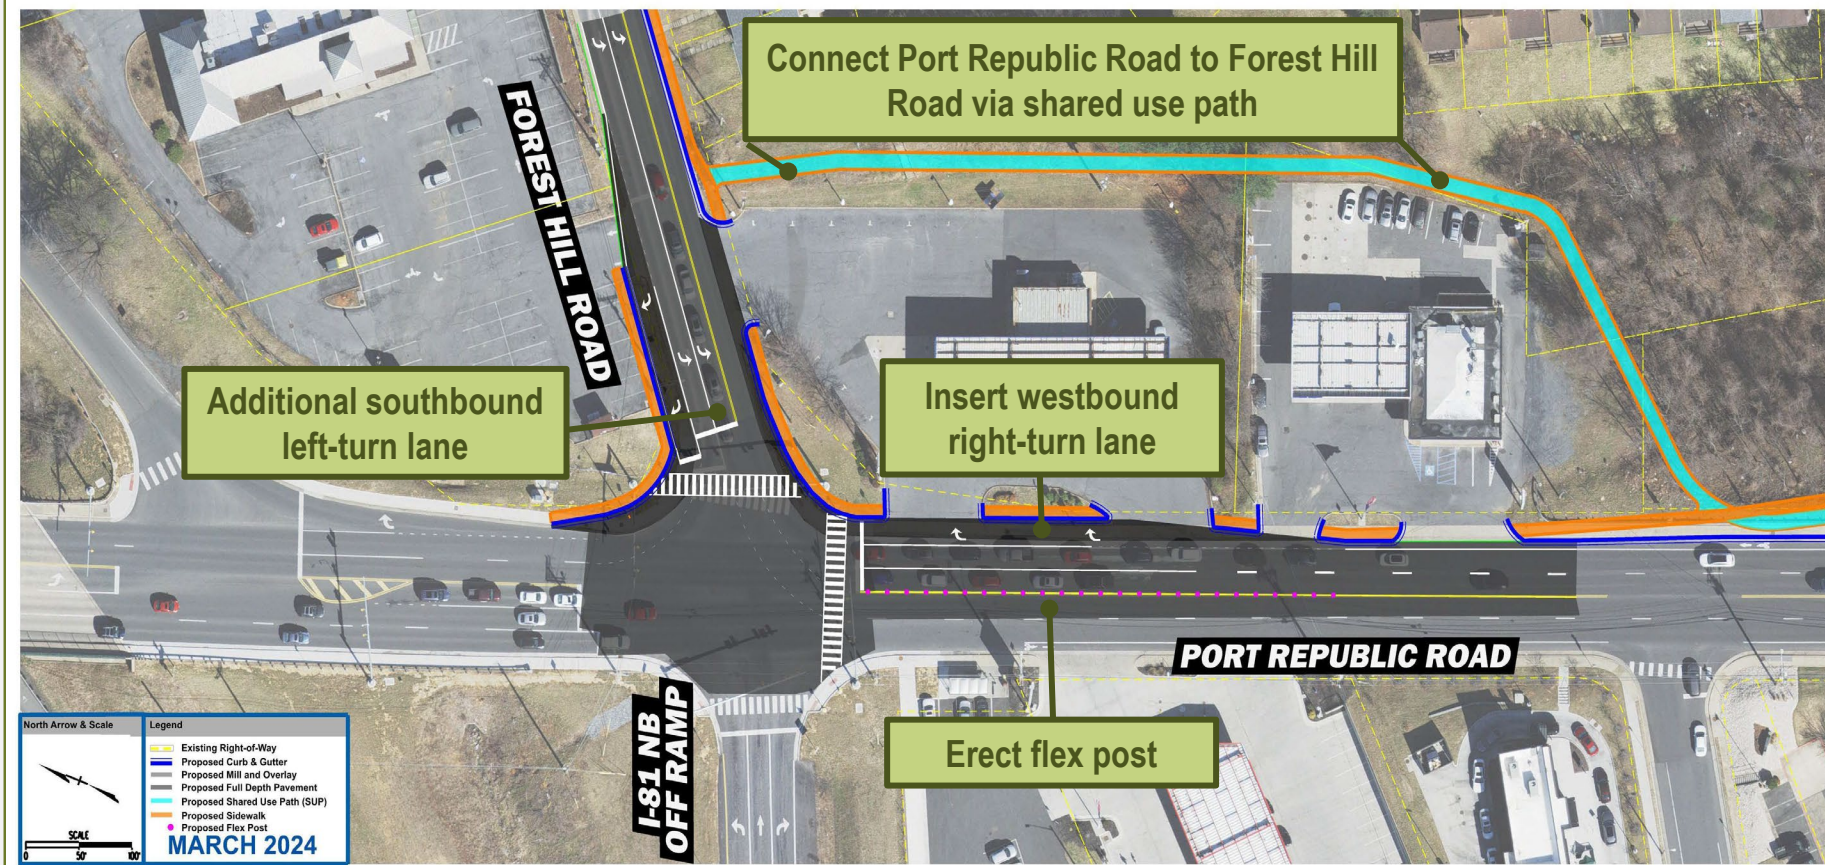 Connect Port Republic Road to Forest Hill
Road via shared use path
FOREST HILL ROAD
Additional southbound
left-turn lane
Insert westbound
right-turn lane
PORT REPUBLIC ROAD
I-81 NB
OFF RAMP
Erect flex post
North Arrow & Scale
SCALE
0 50' 100'
Legend
Existing Right-of-Way
Proposed Curb & Gutter
Proposed Mill and Overlay
Proposed Full Depth Pavement
Proposed Shared Use Path (SUP)
Proposed Sidewalk
Proposed Flex Post
MARCH 2024